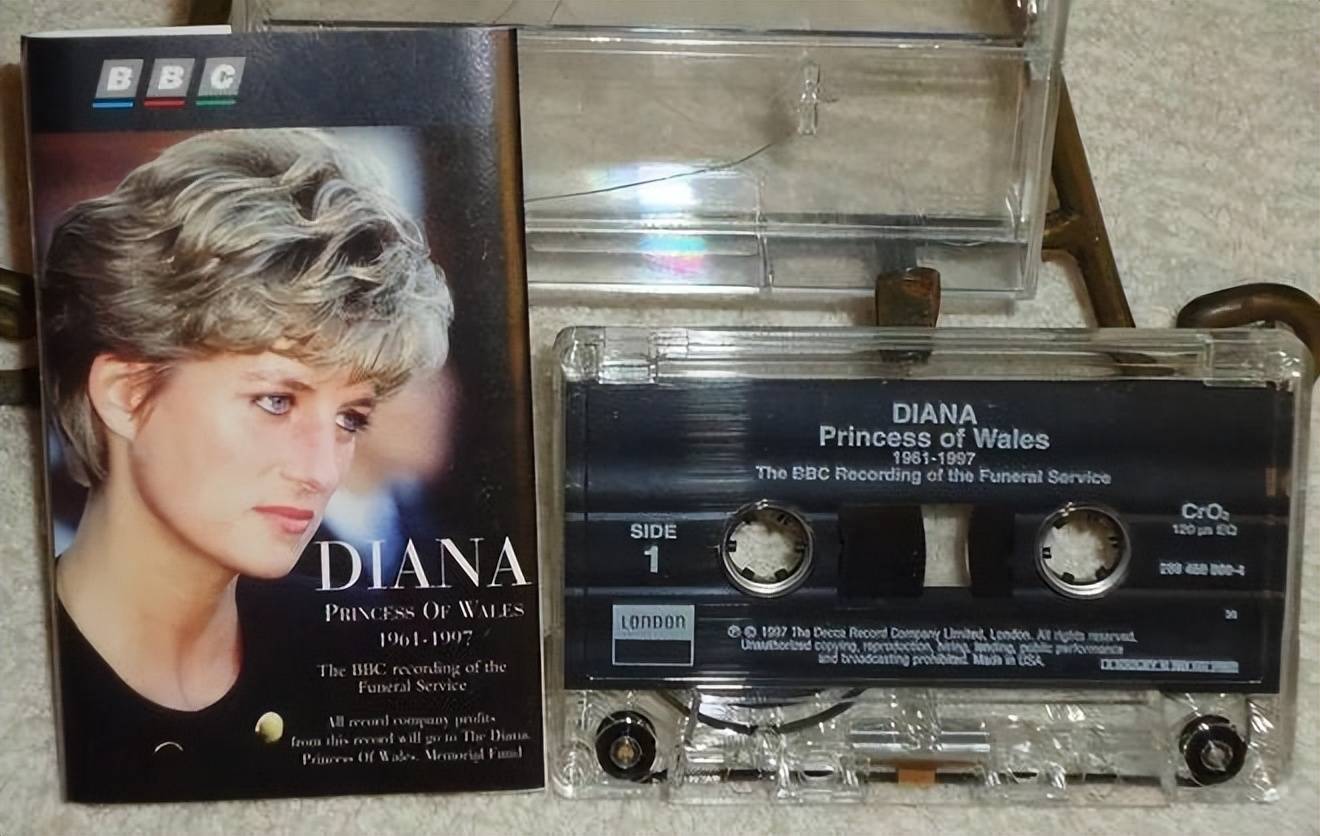 BBC
DIANA
PRINCESS OF WALES
1961-1997
The BBC recording of the
Funeral Service
All record company profits
from this record will go to The Diana,
Princess Of Wales, Memorial Fund
DIANA
Princess of Wales
1961-1997
The BBC Recording of the Funeral Service
SIDE
1
CrO₂
120 µs EQ
LONDON
℗ © 1997 The Decca Record Company Limited, London. All rights reserved.
Unauthorized copying, reproduction, hiring, lending, public performance
and broadcasting prohibited. Made in USA.